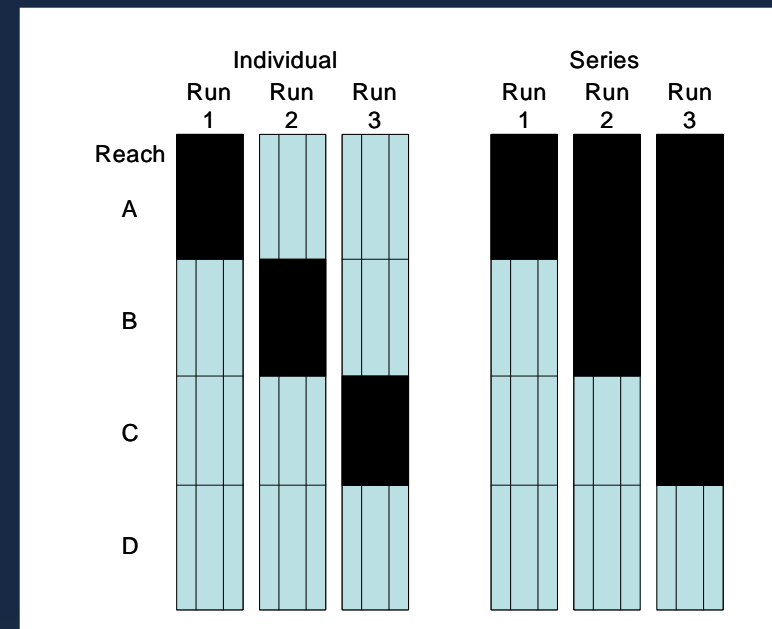 Individual Series
Run Run Run Run Run Run
1 2 3 1 2 3
Reach
A
B
C
D